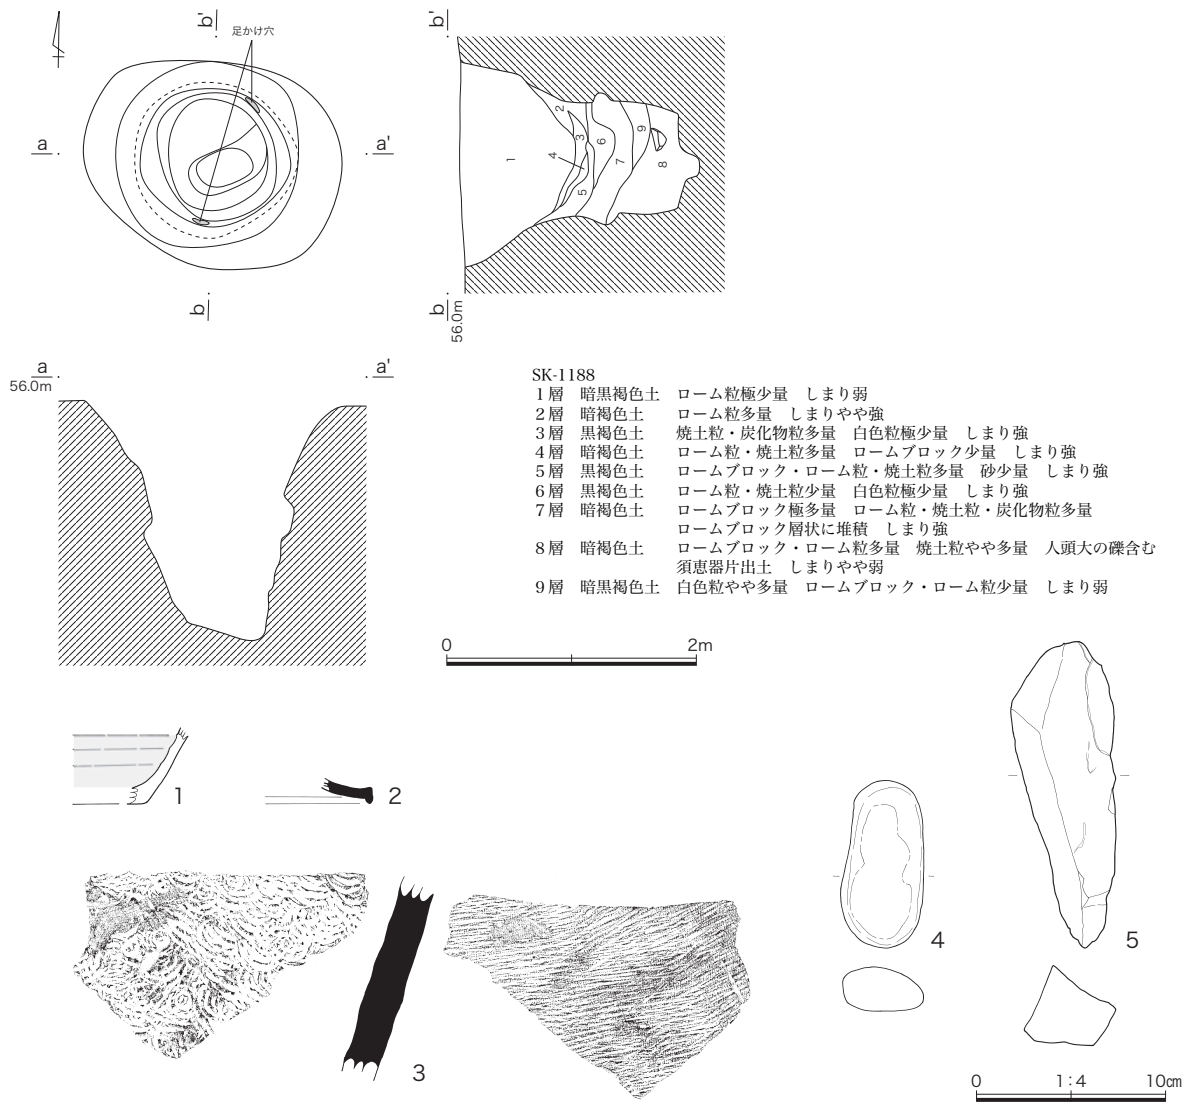 b'
足かけ穴
a
a'
b
b'
2
3
4
1
6
9
7
8
5
b
56.0m
a
a'
56.0m
SK-1188
1層　暗黒褐色土　ローム粒極少量　しまり弱
2層　暗褐色土　ローム粒多量　しまりやや強
3層　黒褐色土　焼土粒・炭化物粒多量　白色粒極少量　しまり強
4層　暗褐色土　ローム粒・焼土粒多量　ロームブロック少量　しまり強
5層　黒褐色土　ロームブロック・ローム粒・焼土粒多量　砂少量　しまり強
6層　黒褐色土　ローム粒・焼土粒少量　白色粒極少量　しまり強
7層　暗褐色土　ロームブロック極多量　ローム粒・焼土粒・炭化物粒多量
ロームブロック層状に堆積　しまり強
8層　暗褐色土　ロームブロック・ローム粒多量　焼土粒やや多量　人頭大の礫含む
須恵器片出土　しまりやや弱
9層　暗黒褐色土　白色粒やや多量　ロームブロック・ローム粒少量　しまり弱
0　2m
1
2
3
4
5
0　1:4　10㎝